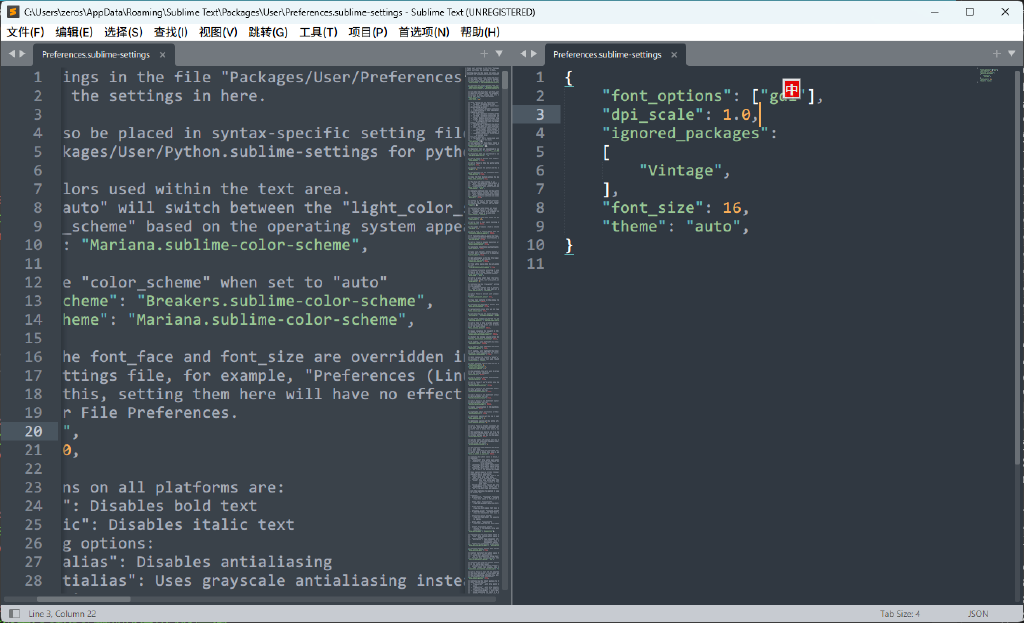 C:\Users\zeros\AppData\Roaming\Sublime Text\Packages\User\Preferences.sublime-settings - Sublime Text (UNREGISTERED)
文件(F) 编辑(E) 选择(S) 查找(I) 视图(V) 跳转(G) 工具(T) 项目(P) 首选项(N) 帮助(H)
Preferences.sublime-settings
1 ings in the file "Packages/User/Preferences
2 the settings in here.
3
4 so be placed in syntax-specific setting fil
5 kages/User/Python.sublime-settings for pyth
6
7 lors used within the text area.
8 auto" will switch between the "light_color_
9 _scheme" based on the operating system appe
10 : "Mariana.sublime-color-scheme",
11
12 e "color_scheme" when set to "auto"
13 cheme": "Breakers.sublime-color-scheme",
14 heme": "Mariana.sublime-color-scheme",
15
16 he font_face and font_size are overridden i
17 ttings file, for example, "Preferences (Lin
18 this, setting them here will have no effect
19 r File Preferences.
20 ",
21 0,
22
23 ns on all platforms are:
24 ": Disables bold text
25 ic": Disables italic text
26 g options:
27 alias": Disables antialiasing
28 tialias": Uses grayscale antialiasing inste
Preferences.sublime-settings
1 {
2 "font_options": ["gdi"],
中
3 "dpi_scale": 1.0,
4 "ignored_packages":
5 [
6 "Vintage",
7 ],
8 "font_size": 16,
9 "theme": "auto",
10 }
11
Line 3, Column 22
Tab Size: 4
JSON